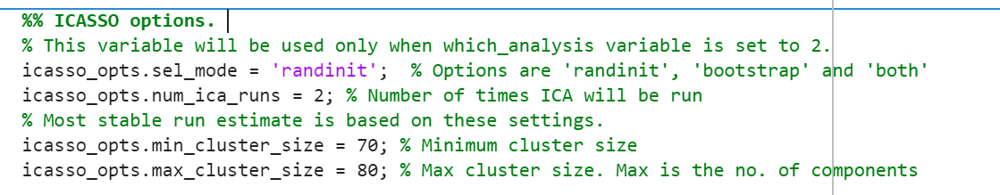 %% ICASSO options.
% This variable will be used only when which_analysis variable is set to 2.
icasso_opts.sel_mode = 'randinit';  % Options are 'randinit', 'bootstrap' and 'both'
icasso_opts.num_ica_runs = 2; % Number of times ICA will be run
% Most stable run estimate is based on these settings.
icasso_opts.min_cluster_size = 70; % Minimum cluster size
icasso_opts.max_cluster_size = 80; % Max cluster size. Max is the no. of components